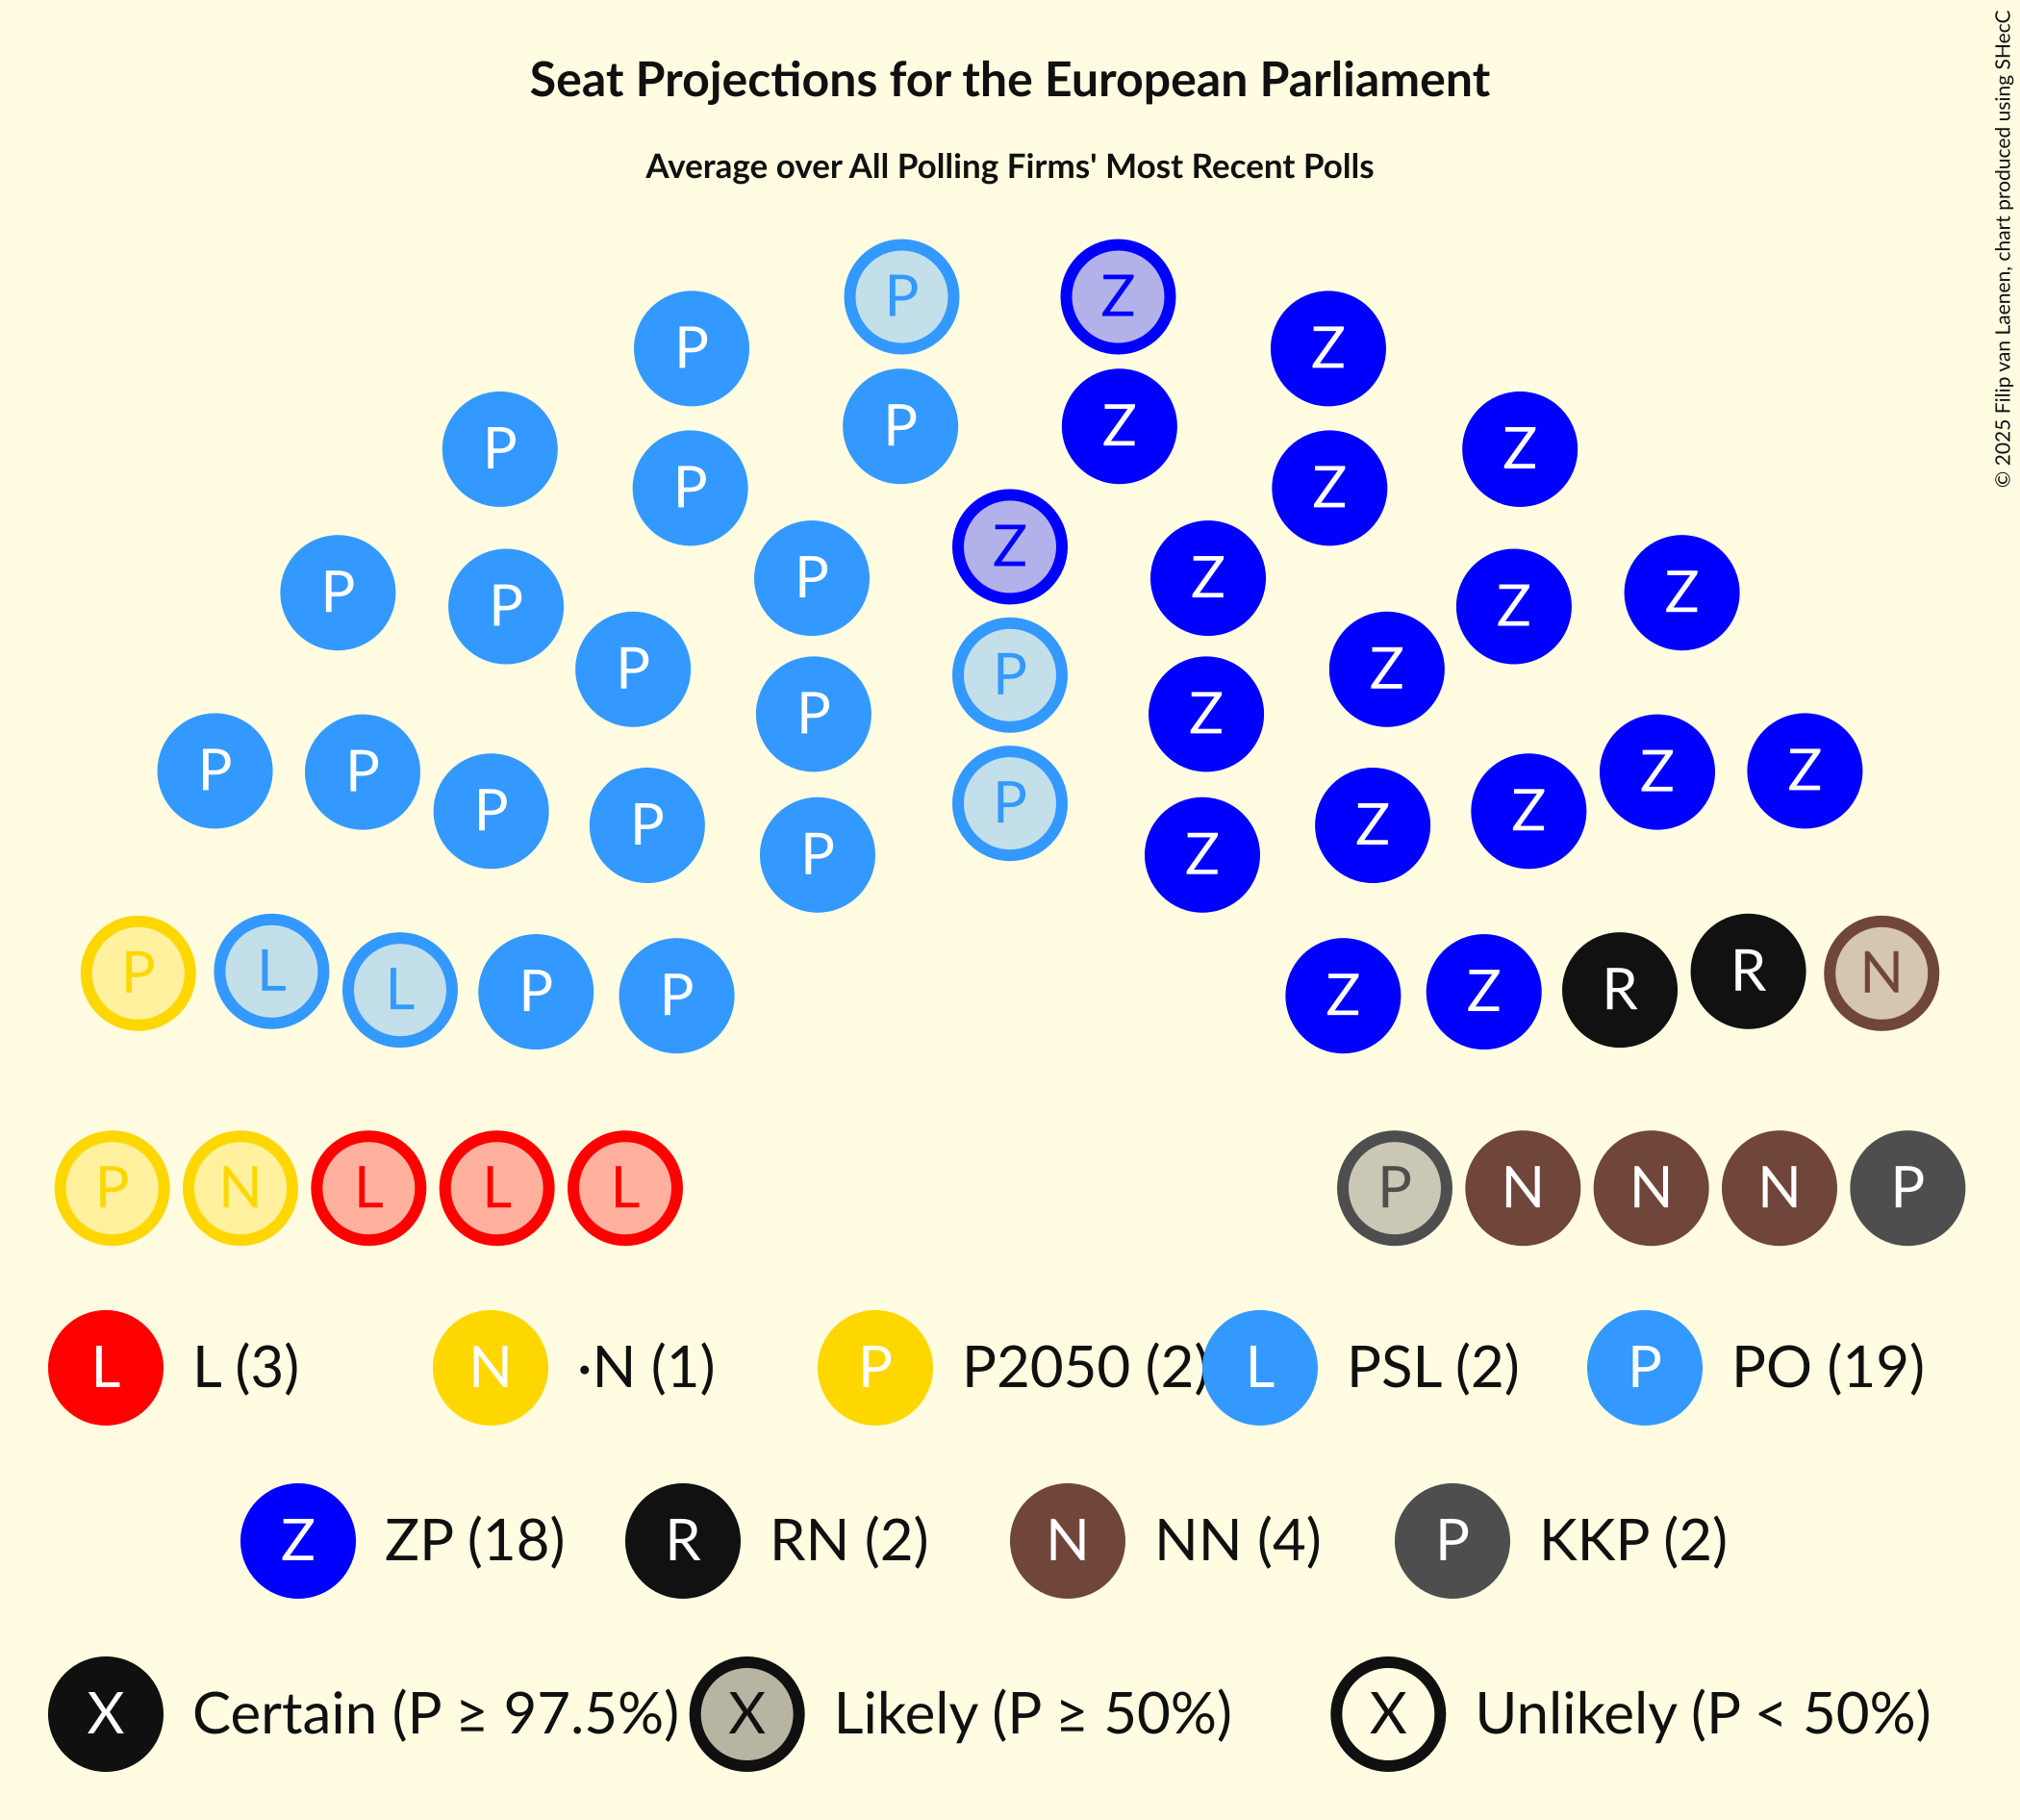 Seat Projections for the European Parliament
Average over All Polling Firms' Most Recent Polls
© 2025 Filip van Laenen, chart produced using SHecC
P Z
P Z
P Z
P Z
P Z
P Z
Z
P Z
P Z
P Z
P Z
P
P Z
P Z
P Z
P
P Z
P Z
P Z
P L L P P Z Z R R N
P N L L L P N N N P
L L (3) N ·N (1) P P2050 (2) L PSL (2) P PO (19)
Z ZP (18) R RN (2) N NN (4) P KKP (2)
X Certain (P ≥ 97.5%) X Likely (P ≥ 50%) X Unlikely (P < 50%)